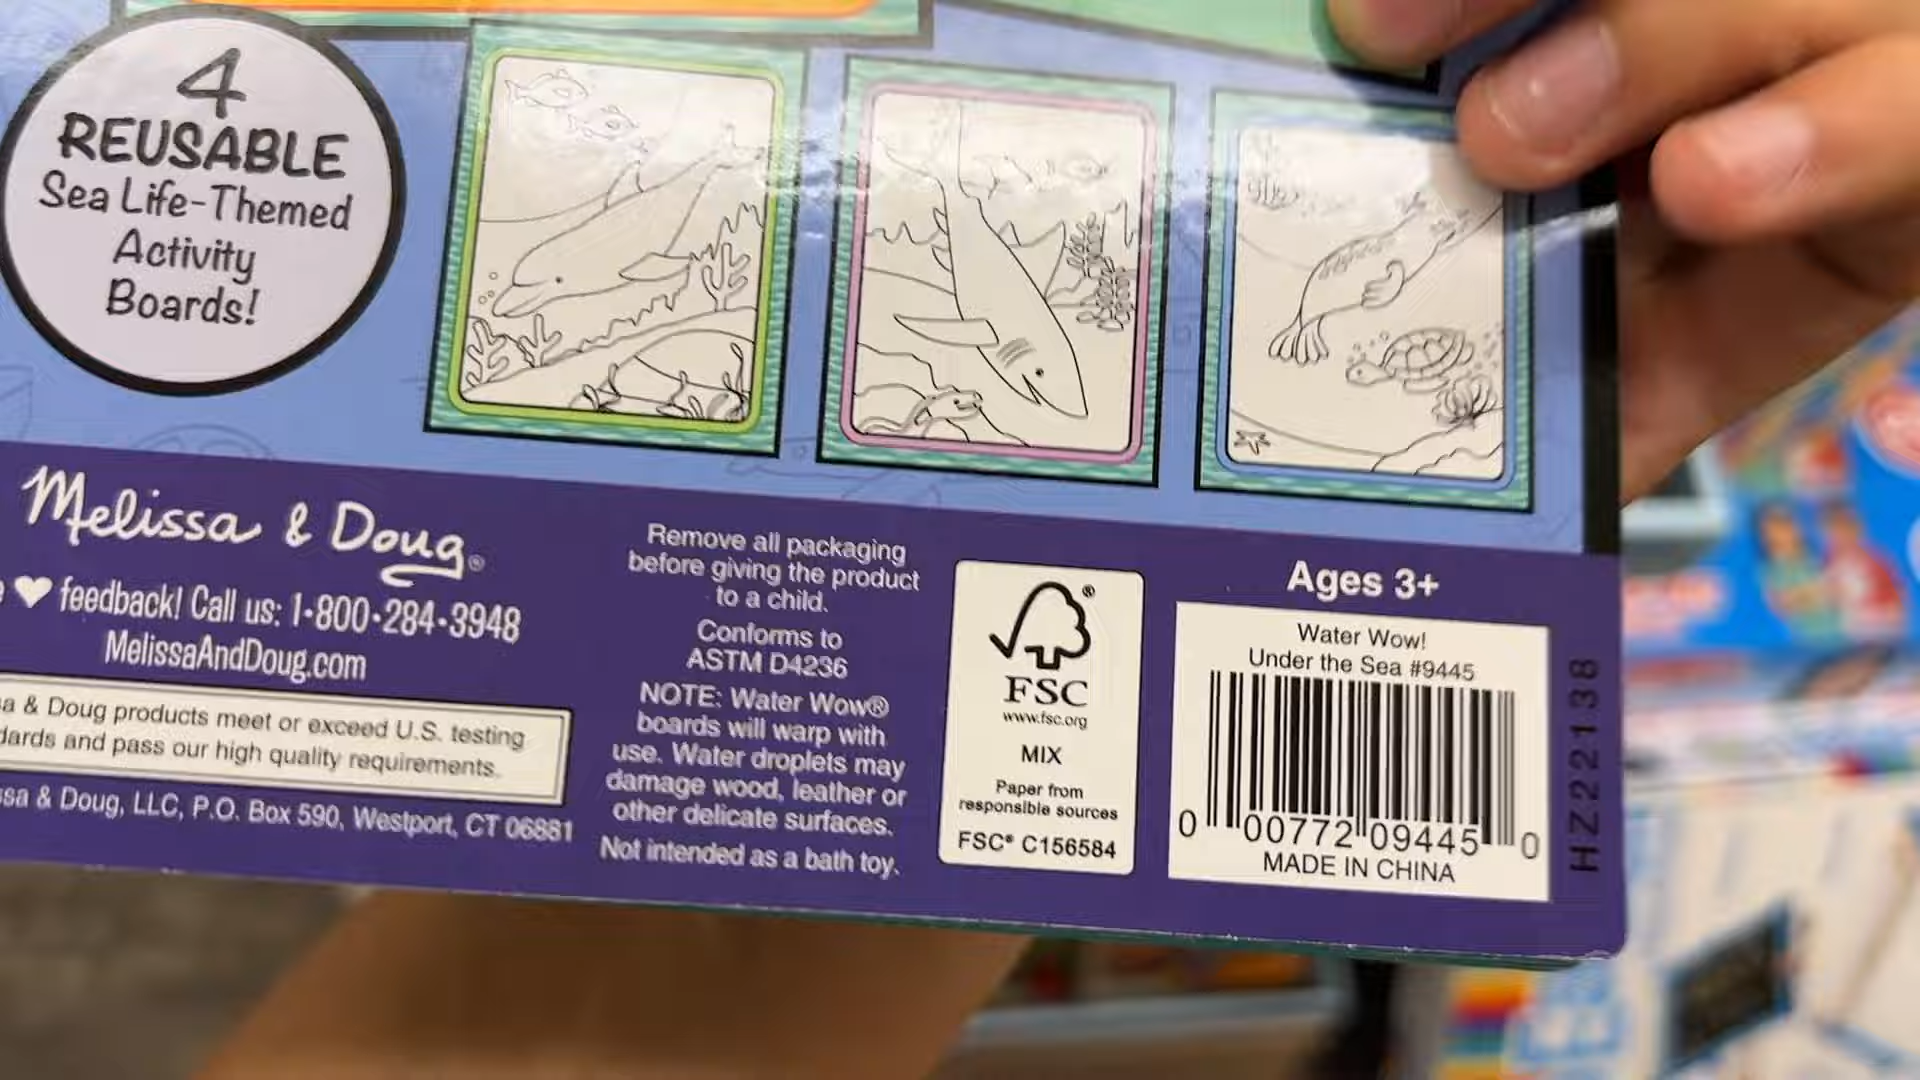 4
REUSABLE
Sea Life-Themed
Activity
Boards!
Melissa & Doug®
♥ feedback! Call us: 1-800-284-3948
MelissaAndDoug.com
& Doug products meet or exceed U.S. testing
and pass our high quality requirements.
& Doug, LLC, P.O. Box 590, Westport, CT 06881
Remove all packaging
before giving the product
to a child.
Conforms to
ASTM D4236
NOTE: Water Wow®
boards will warp with
use. Water droplets may
damage wood, leather or
other delicate surfaces.
Not intended as a bath toy.
®
FSC
www.fsc.org
MIX
Paper from
responsible sources
FSC® C156584
Ages 3+
Water Wow!
Under the Sea #9445
0 00772 09445 0
MADE IN CHINA
HZ22138